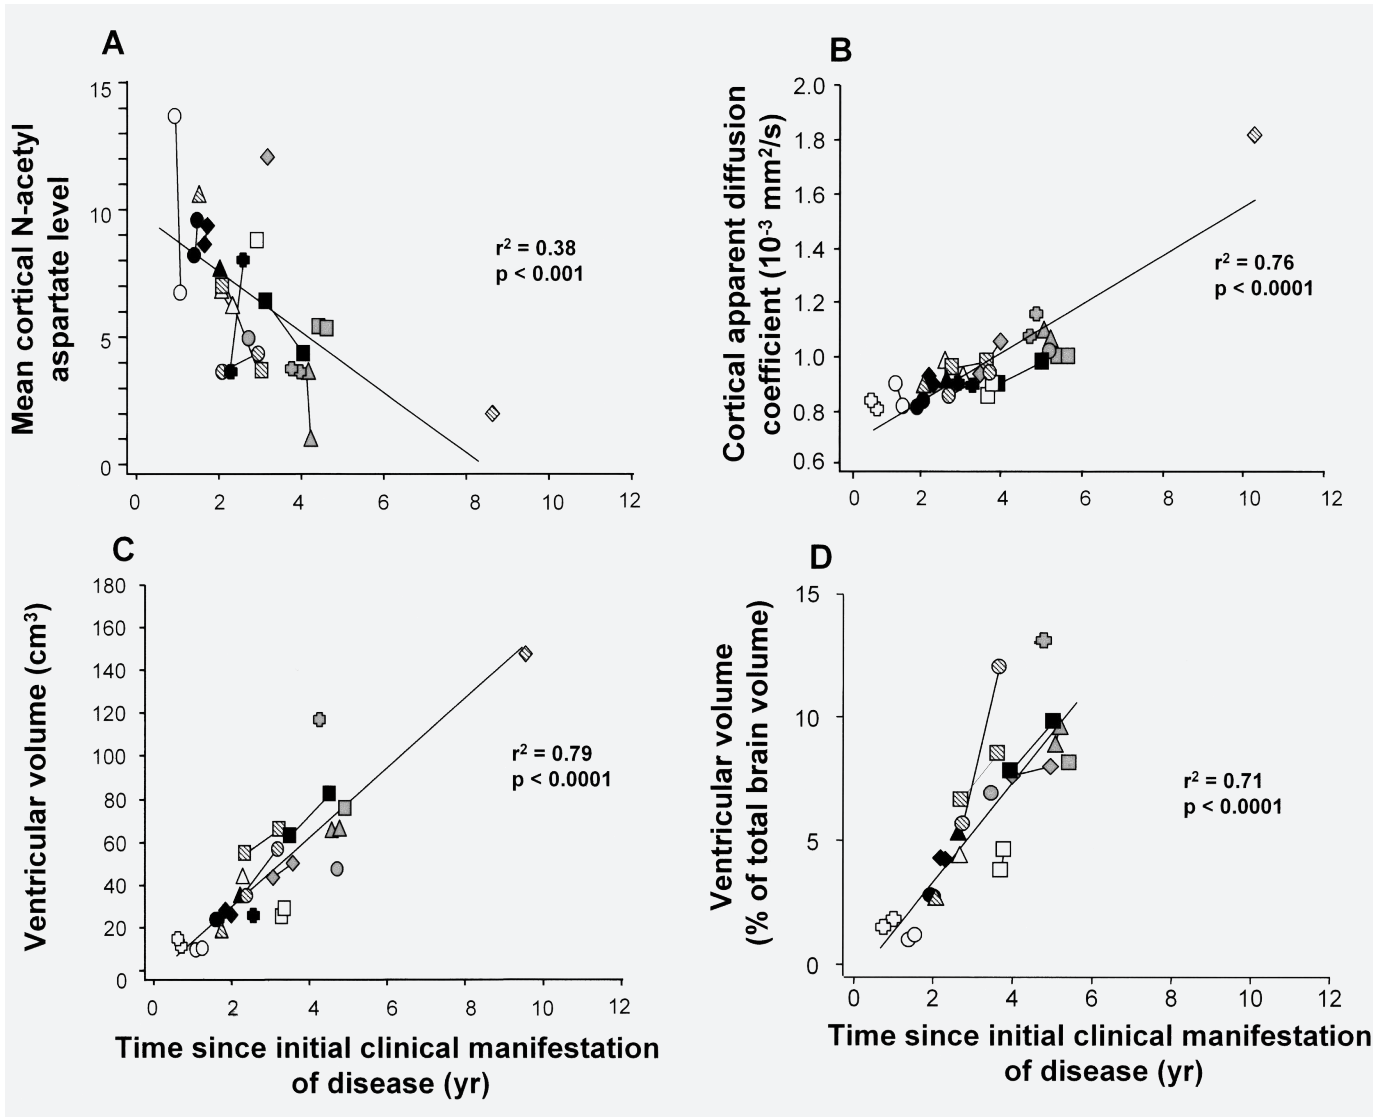 A
Mean cortical N-acetyl
aspartate level
15
10
5
0
r² = 0.38
p < 0.001
0 2 4 6 8 10 12
B
Cortical apparent diffusion
coefficient (10⁻³ mm²/s)
2.0
1.8
1.6
1.4
1.2
1.0
0.8
0.6
r² = 0.76
p < 0.0001
0 2 4 6 8 10 12
C
Ventricular volume (cm³)
180
160
140
120
100
80
60
40
20
0
r² = 0.79
p < 0.0001
0 2 4 6 8 10 12
Time since initial clinical manifestation
of disease (yr)
D
Ventricular volume
(% of total brain volume)
15
10
5
0
r² = 0.71
p < 0.0001
0 2 4 6 8 10 12
Time since initial clinical manifestation
of disease (yr)